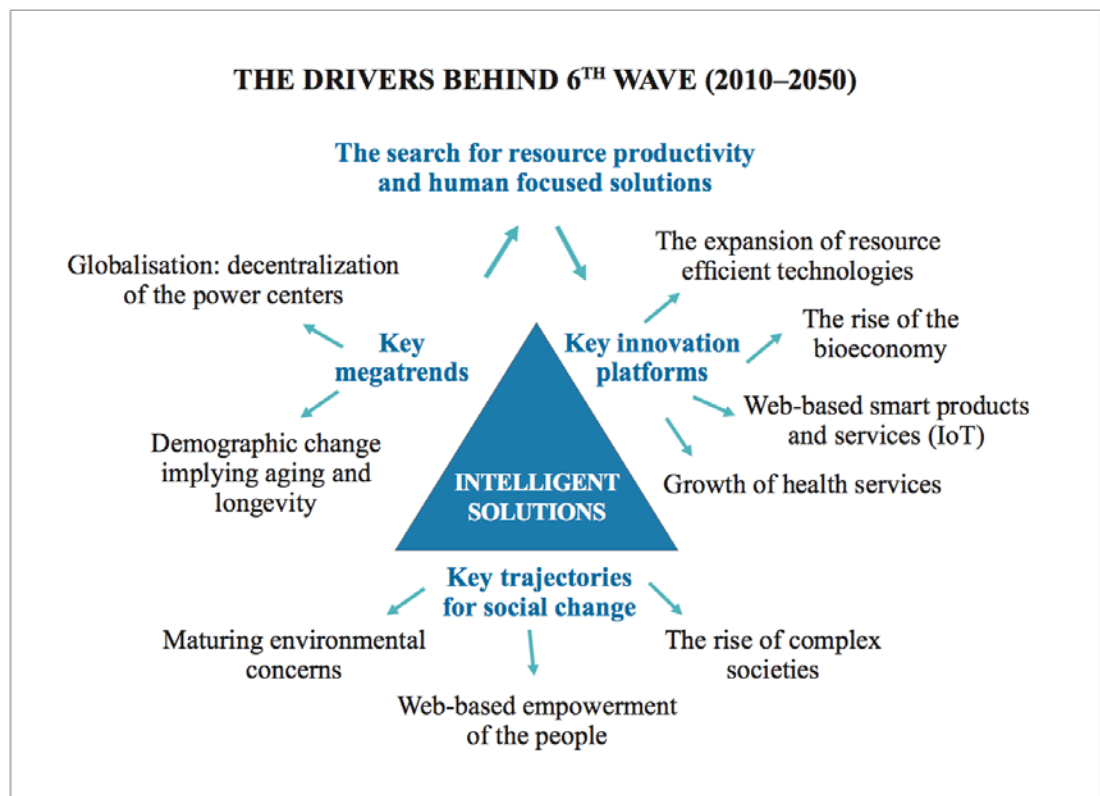 THE DRIVERS BEHIND 6TH WAVE (2010–2050)
The search for resource productivity
and human focused solutions
Globalisation: decentralization
of the power centers
Key
megatrends
Demographic change
implying aging and
longevity
Key innovation
platforms
The expansion of resource
efficient technologies
The rise of the
bioeconomy
Web-based smart products
and services (IoT)
Growth of health services
INTELLIGENT
SOLUTIONS
Key trajectories
for social change
Maturing environmental
concerns
Web-based empowerment
of the people
The rise of complex
societies